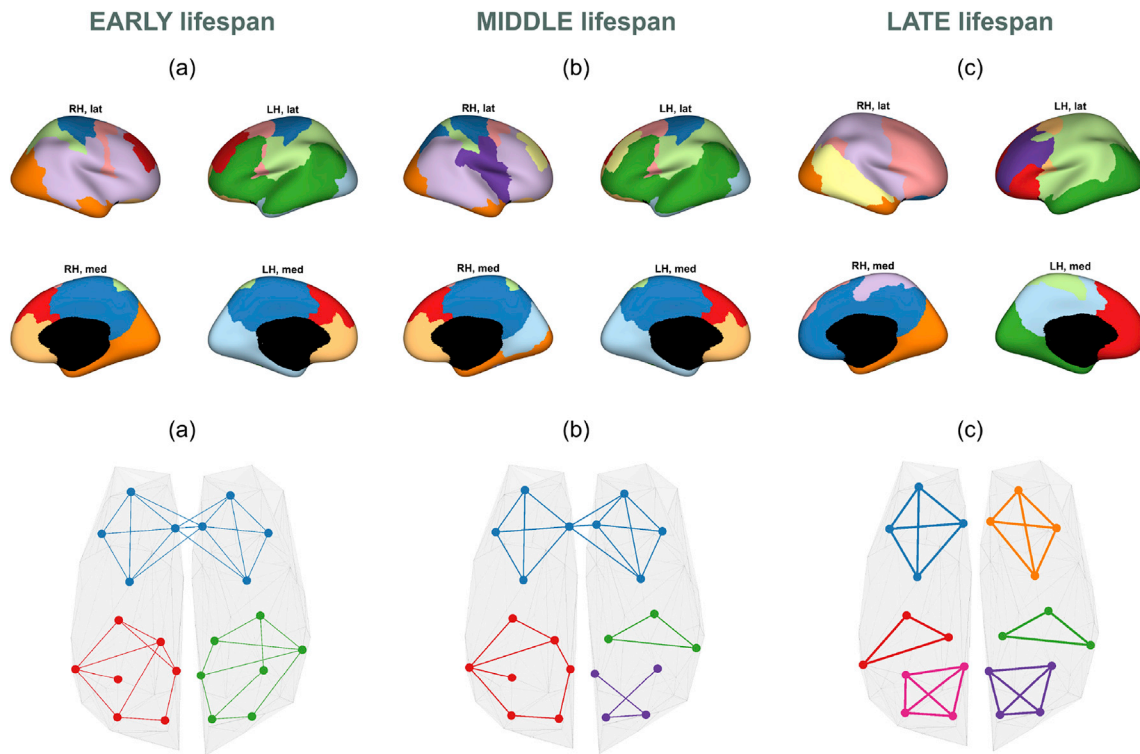 EARLY lifespan MIDDLE lifespan LATE lifespan
(a) (b) (c)
RH, lat LH, lat RH, lat LH, lat RH, lat LH, lat
RH, med LH, med RH, med LH, med RH, med LH, med
(a) (b) (c)